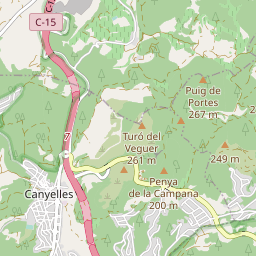 C-15
Puig de
Portes
267 m
Turó del
Veguer
261 m
249 m
Penya
de la Campana
200 m
Canyelles